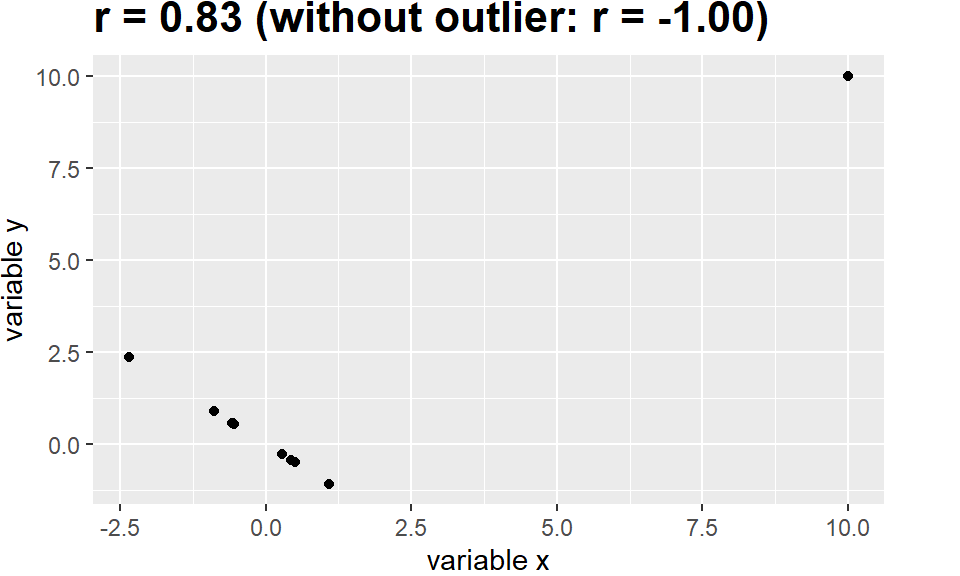 r = 0.83 (without outlier: r = -1.00)
10.0
7.5
5.0
2.5
0.0
variable y
-2.5 0.0 2.5 5.0 7.5 10.0
variable x